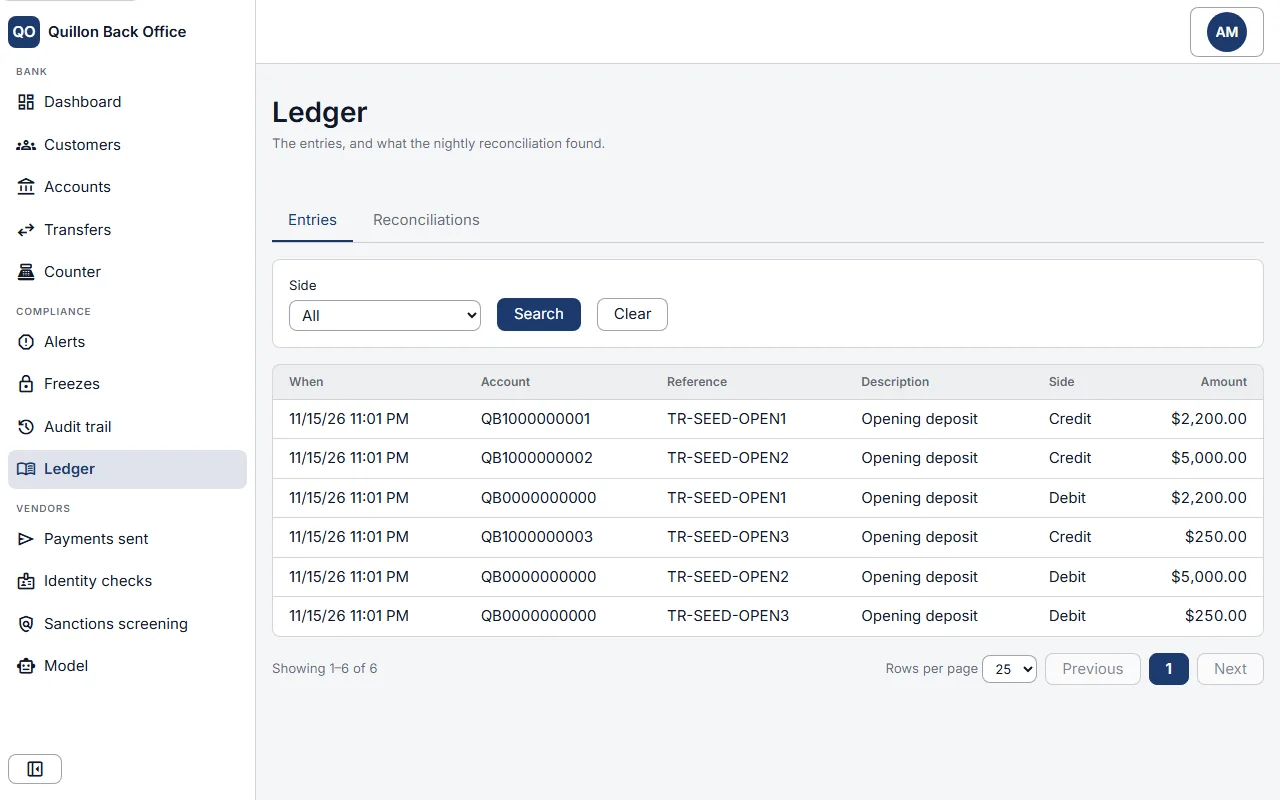 QO Quillon Back Office
BANK
Dashboard
Customers
Accounts
Transfers
Counter
COMPLIANCE
Alerts
Freezes
Audit trail
Ledger
VENDORS
Payments sent
Identity checks
Sanctions screening
Model
AM
Ledger
The entries, and what the nightly reconciliation found.
Entries Reconciliations
Side
All Search Clear
When Account Reference Description Side Amount
11/15/26 11:01 PM QB1000000001 TR-SEED-OPEN1 Opening deposit Credit $2,200.00
11/15/26 11:01 PM QB1000000002 TR-SEED-OPEN2 Opening deposit Credit $5,000.00
11/15/26 11:01 PM QB0000000000 TR-SEED-OPEN1 Opening deposit Debit $2,200.00
11/15/26 11:01 PM QB1000000003 TR-SEED-OPEN3 Opening deposit Credit $250.00
11/15/26 11:01 PM QB0000000000 TR-SEED-OPEN2 Opening deposit Debit $5,000.00
11/15/26 11:01 PM QB0000000000 TR-SEED-OPEN3 Opening deposit Debit $250.00
Showing 1–6 of 6 Rows per page 25 Previous 1 Next